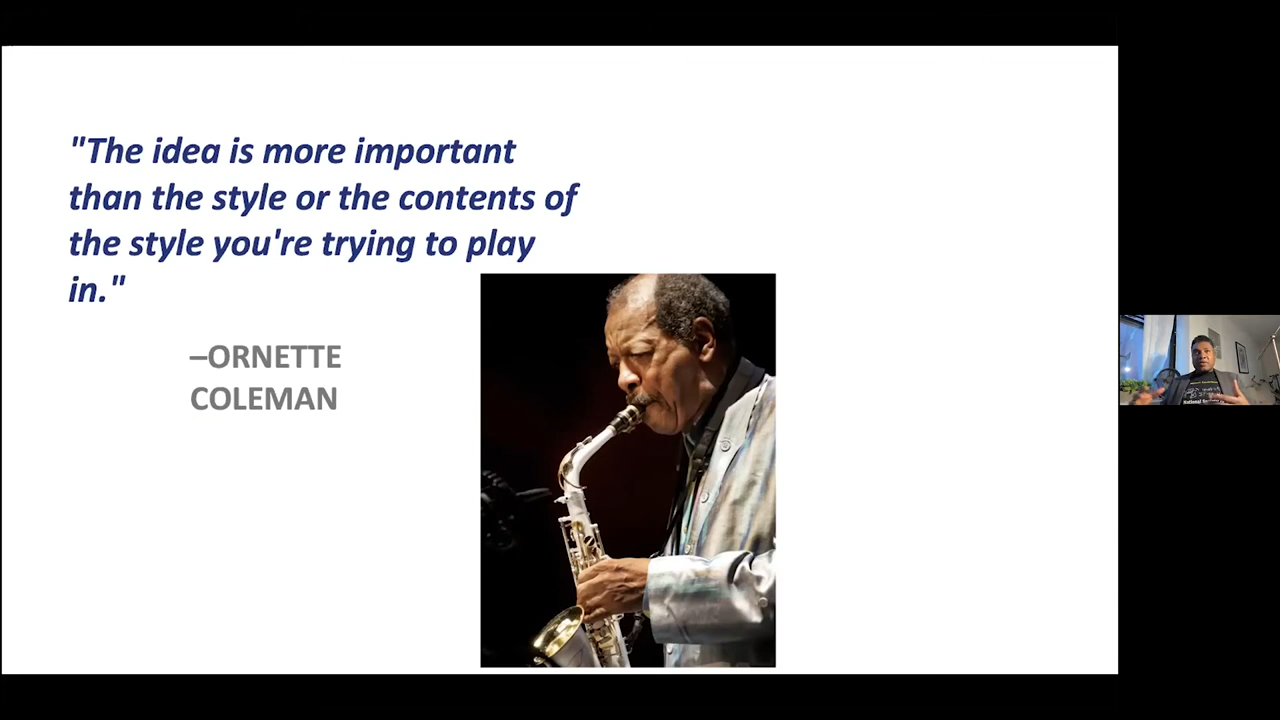 "The idea is more important
than the style or the contents of
the style you're trying to play
in."
–ORNETTE
COLEMAN
National